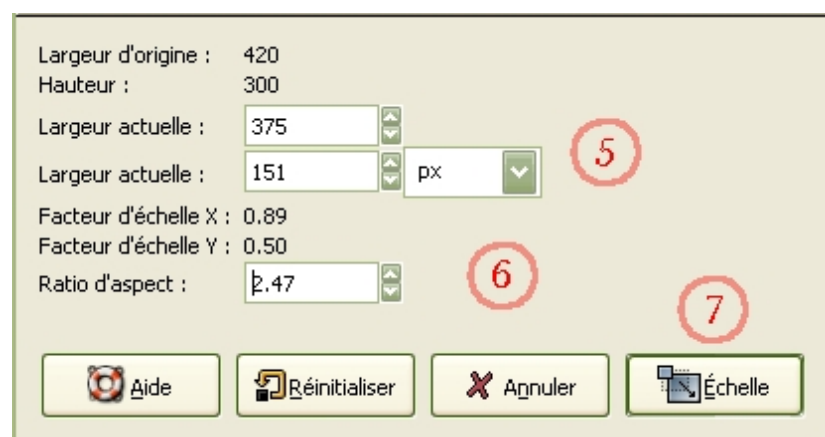 Largeur d'origine : 420
Hauteur : 300
Largeur actuelle : 375
5
Largeur actuelle : 151 px
Facteur d'échelle X : 0.89
Facteur d'échelle Y : 0.50
6
Ratio d'aspect : 2.47
7
Aide Réinitialiser Annuler Échelle